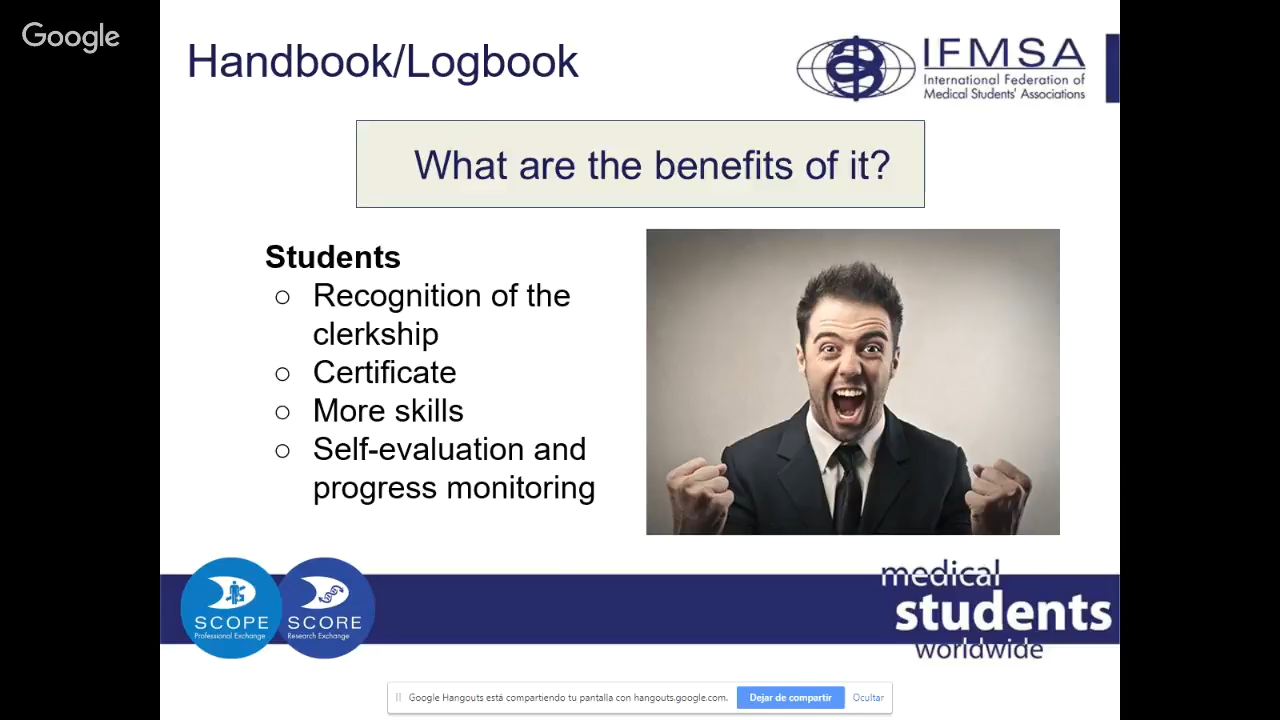 Google
Handbook/Logbook
IFMSA
International Federation of
Medical Students' Associations
What are the benefits of it?
Students
○ Recognition of the
clerkship
○ Certificate
○ More skills
○ Self-evaluation and
progress monitoring
SCOPE
Professional Exchange
SCORE
Research Exchange
medical
students
worldwide
Google Hangouts está compartiendo tu pantalla con hangouts.google.com.
Dejar de compartir
Ocultar